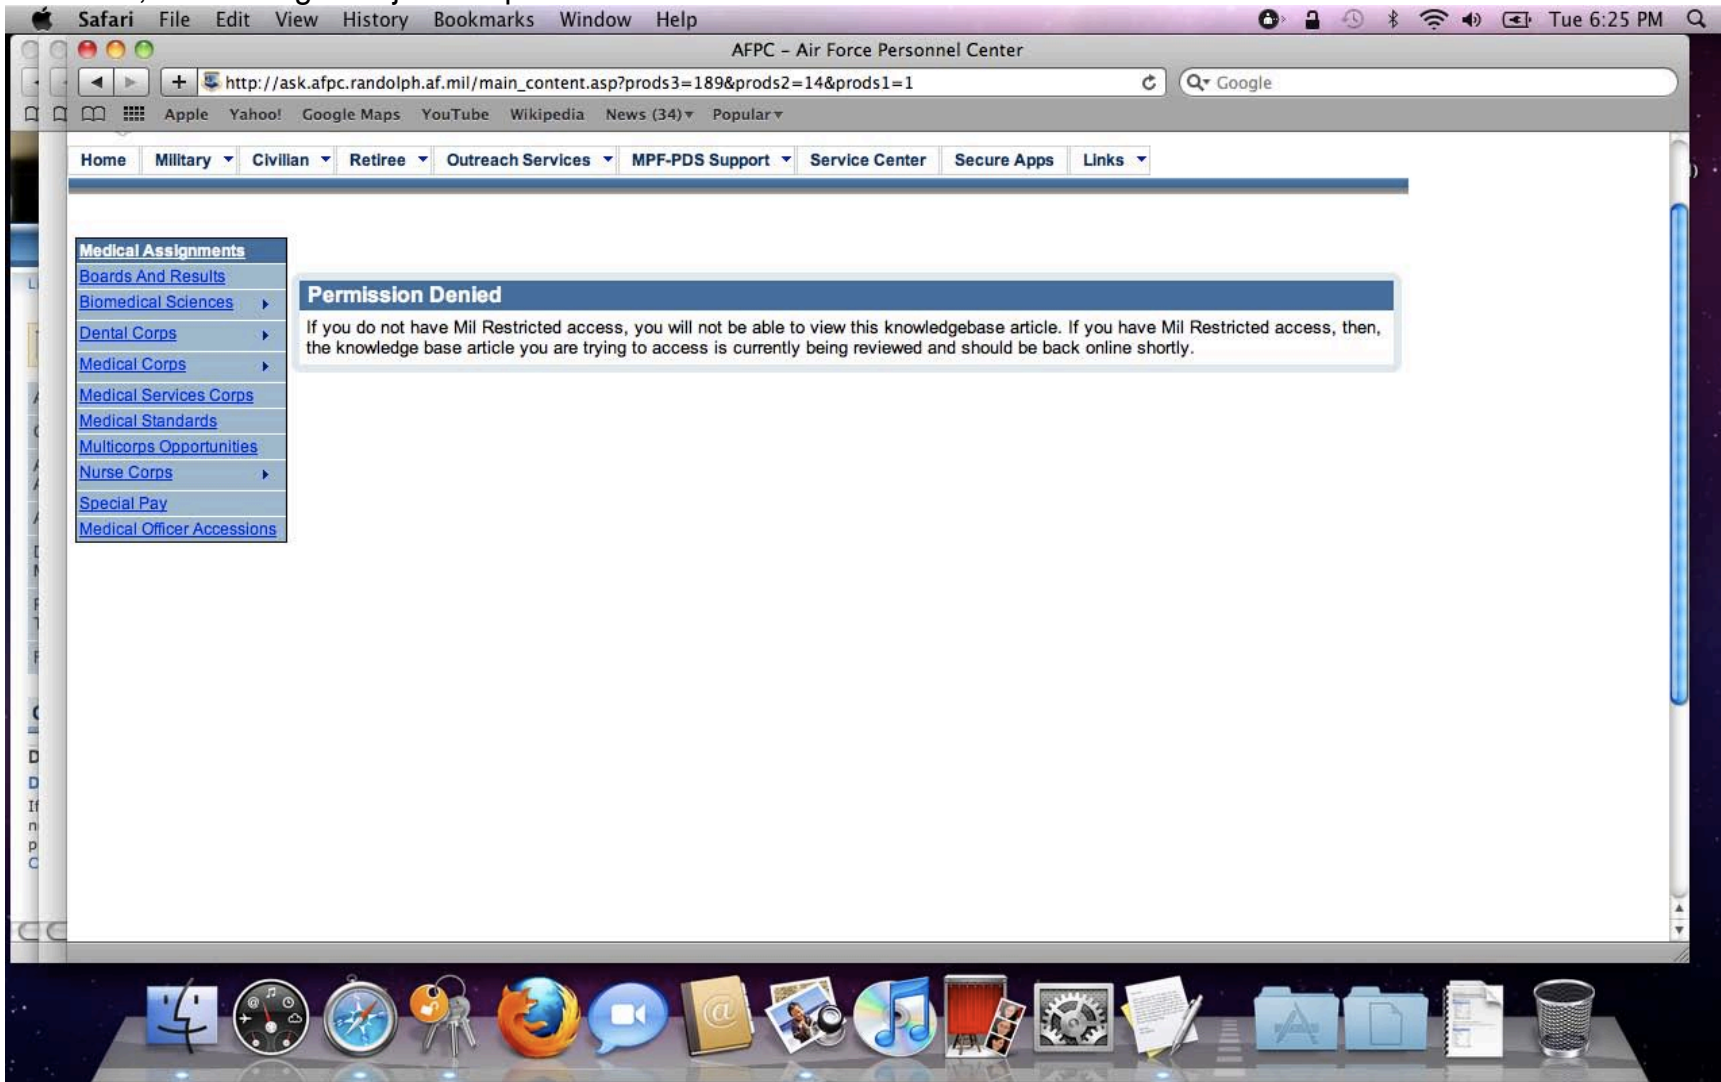 Safari File Edit View History Bookmarks Window Help Tue 6:25 PM
AFPC – Air Force Personnel Center
http://ask.afpc.randolph.af.mil/main_content.asp?prods3=189&prods2=14&prods1=1 Google
Apple Yahoo! Google Maps YouTube Wikipedia News (34) Popular
Home Military Civilian Retiree Outreach Services MPF-PDS Support Service Center Secure Apps Links
Medical Assignments
Boards And Results
Biomedical Sciences
Dental Corps
Medical Corps
Medical Services Corps
Medical Standards
Multicorps Opportunities
Nurse Corps
Special Pay
Medical Officer Accessions
Permission Denied
If you do not have Mil Restricted access, you will not be able to view this knowledgebase article. If you have Mil Restricted access, then,
the knowledge base article you are trying to access is currently being reviewed and should be back online shortly.